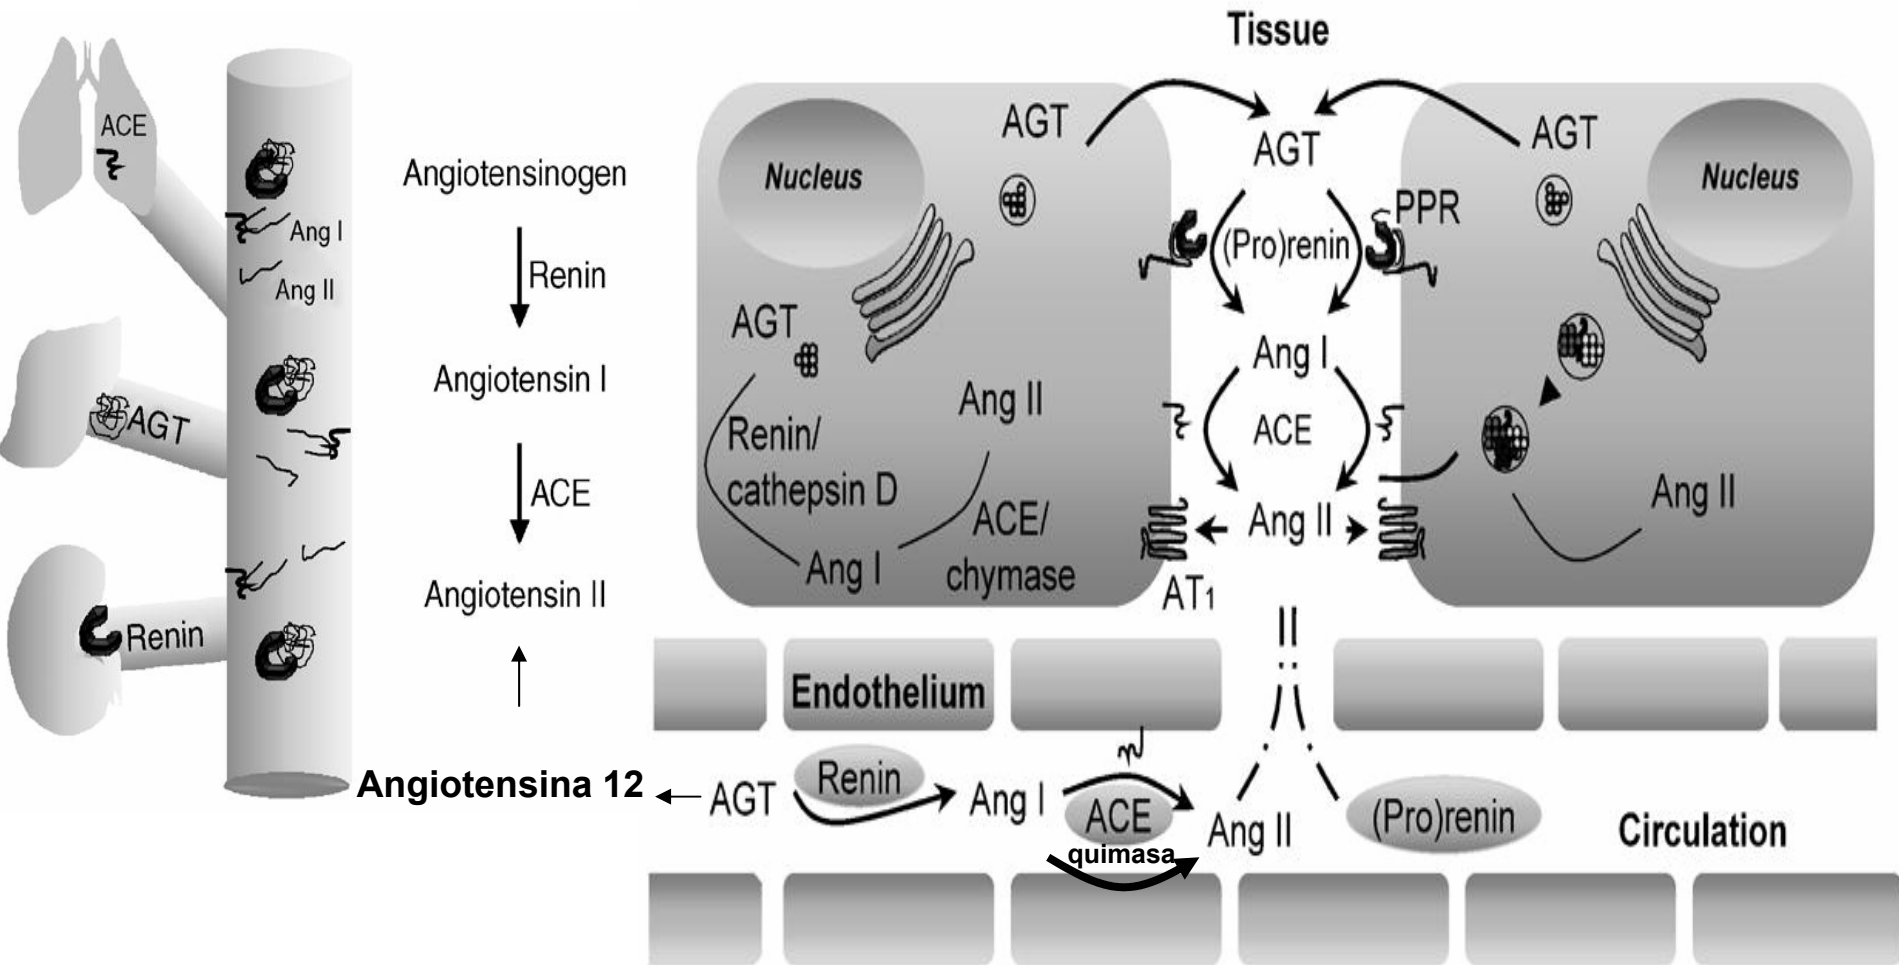 ACE
Ang I
Ang II
AGT
Renin
Angiotensinogen
Renin
Angiotensin I
ACE
Angiotensin II
Angiotensina 12
Tissue
Nucleus
AGT
AGT
AGT
Nucleus
(Pro)renin
PPR
AGT
Ang I
Ang II
Renin/
cathepsin D
ACE
Ang I
ACE/
chymase
Ang II
Ang II
AT1
Endothelium
AGT
Renin
Ang I
ACE
quimasa
Ang II
(Pro)renin
Circulation